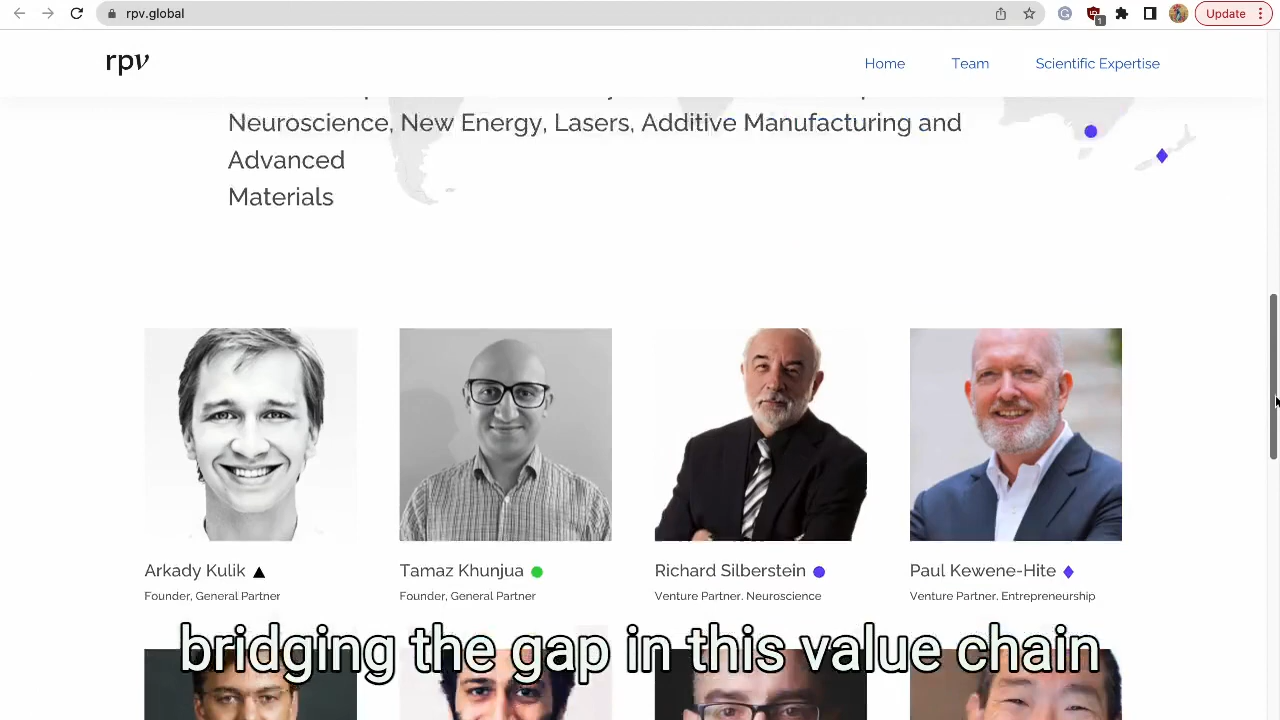 rpv.global
1
Update
rpv
Home Team Scientific Expertise
Neuroscience, New Energy, Lasers, Additive Manufacturing and
Advanced
Materials
Arkady Kulik
Founder, General Partner
Tamaz Khunjua
Founder, General Partner
Richard Silberstein
Venture Partner. Neuroscience
Paul Kewene-Hite
Venture Partner. Entrepreneurship
bridging the gap in this value chain